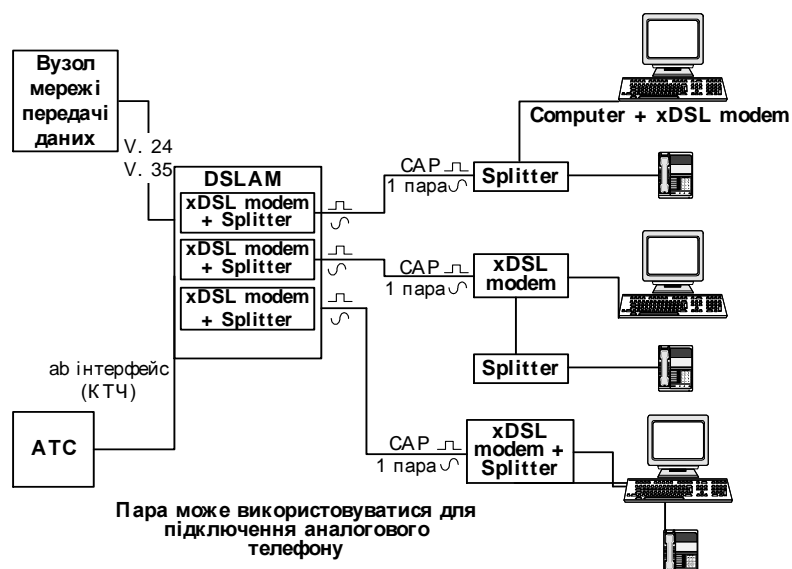 Вузол
мережі
передачі
даних
V. 24
V. 35
DSLAM
xDSL modem
+ Splitter
xDSL modem
+ Splitter
xDSL modem
+ Splitter
ab інтерфейс
(КТЧ)
АТС
CAP
1 пара
Splitter
Computer + xDSL modem
CAP
1 пара
xDSL
modem
Splitter
CAP
1 пара
xDSL
modem +
Splitter
Пара може використовуватися для
підключення аналогового
телефону